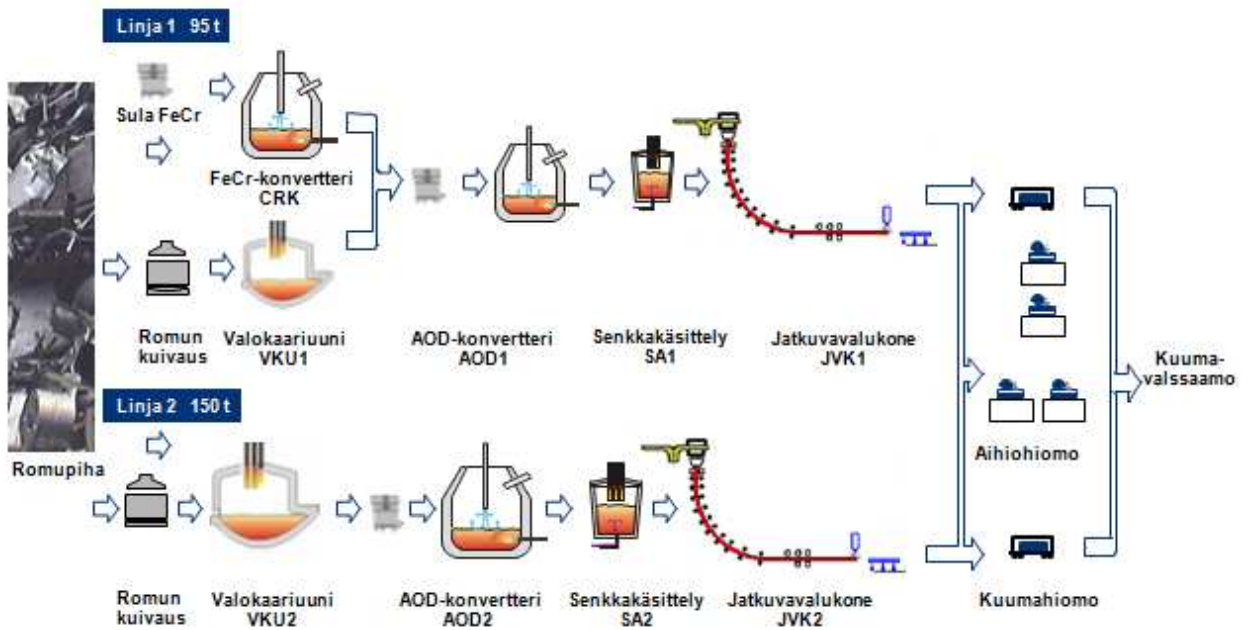 Linja 1 95 t
Sula FeCr
FeCr-konvertteri
CRK
Romun
kuivaus
Valokaariuuni
VKU1
AOD-konvertteri
AOD1
Senkkakäsittely
SA1
Jatkuvavalukone
JVK1
Kuuma-
valssaamo
Linja 2 150 t
Romupiha
Aihiohiomo
Romun
kuivaus
Valokaariuuni
VKU2
AOD-konvertteri
AOD2
Senkkakäsittely
SA2
Jatkuvavalukone
JVK2
Kuumahiomo